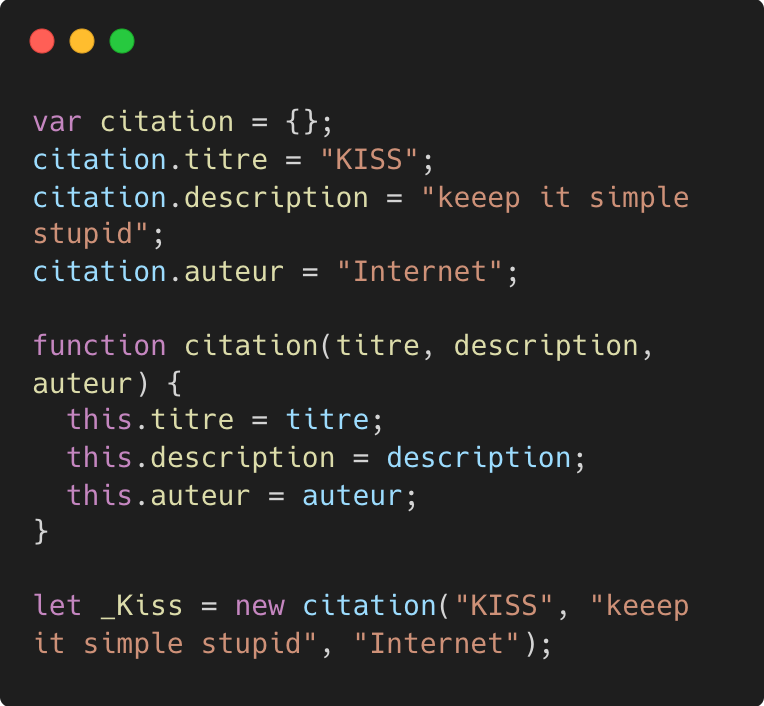 var citation = {};
citation.titre = "KISS";
citation.description = "keeep it simple
stupid";
citation.auteur = "Internet";

function citation(titre, description,
auteur) {
  this.titre = titre;
  this.description = description;
  this.auteur = auteur;
}

let _Kiss = new citation("KISS", "keeep
it simple stupid", "Internet");